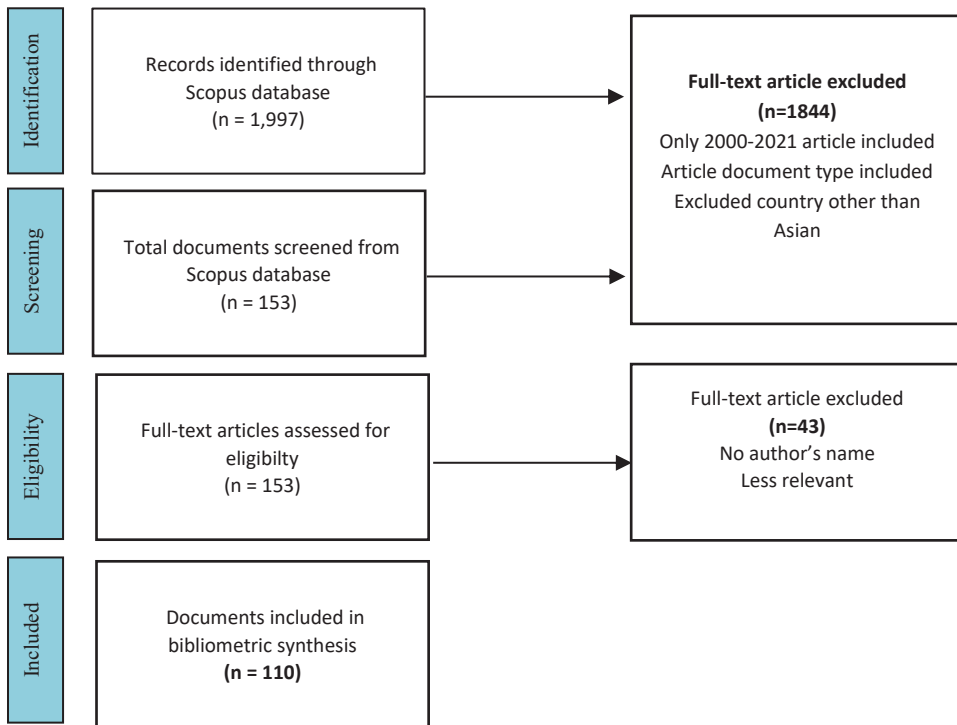 Identification
Records identified through
Scopus database
(n = 1,997)
Full-text article excluded
(n=1844)
Only 2000-2021 article included
Article document type included
Excluded country other than
Asian
Screening
Total documents screened from
Scopus database
(n = 153)
Eligibility
Full-text articles assessed for
eligibilty
(n = 153)
Full-text article excluded
(n=43)
No author’s name
Less relevant
Included
Documents included in
bibliometric synthesis
(n = 110)